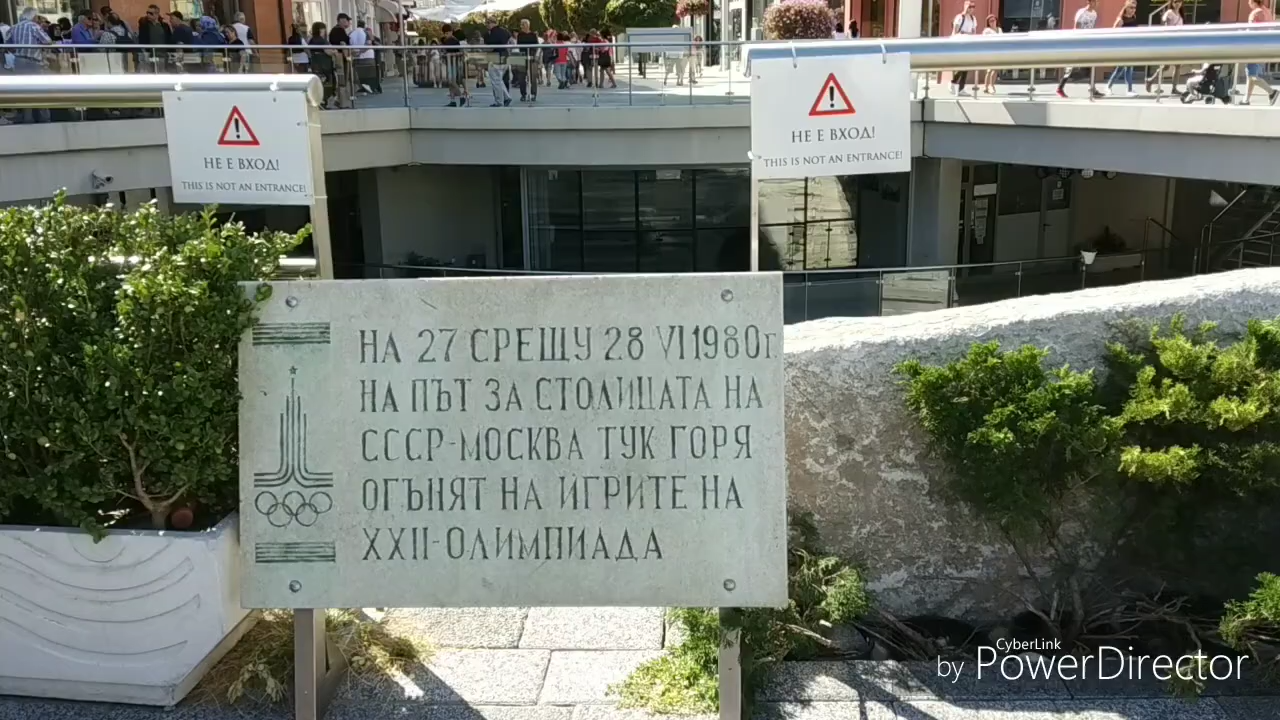 НЕ Е ВХОД!
THIS IS NOT AN ENTRANCE!
НЕ Е ВХОД!
THIS IS NOT AN ENTRANCE!
НА 27 СРЕЩУ 28 VI 1980г
НА ПЪТ ЗА СТОЛИЦАТА НА
СССР-МОСКВА ТУК ГОРЯ
ОГЪНЯТ НА ИГРИТЕ НА
XXII-ОЛИМПИАДА
CyberLink
by PowerDirector